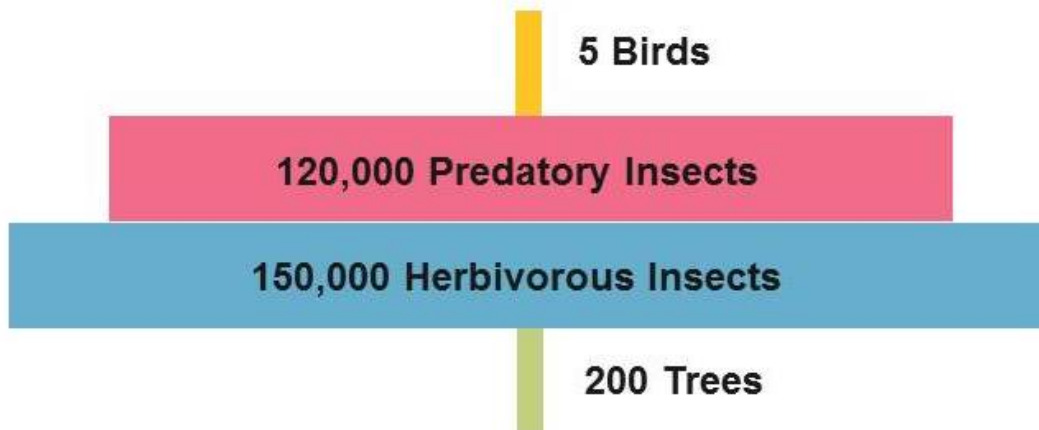 5 Birds
120,000 Predatory Insects
150,000 Herbivorous Insects
200 Trees